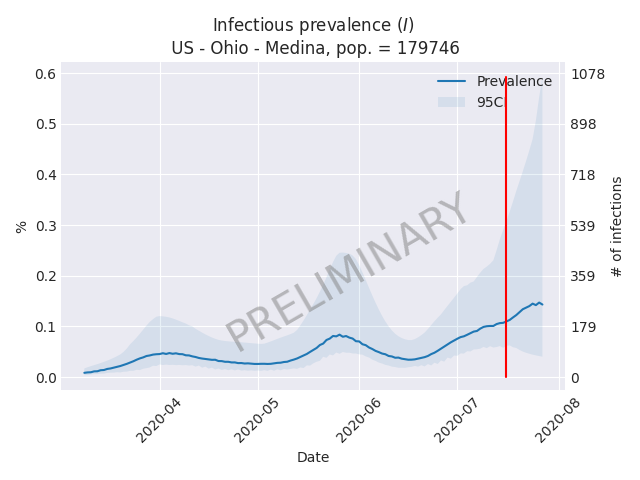 Infectious prevalence (I)
US - Ohio - Medina, pop. = 179746
Prevalence
95CI
0.6
0.5
0.4
0.3
0.2
0.1
0.0
%
1078
898
718
539
359
179
0
# of infections
PRELIMINARY
2020-04
2020-05
2020-06
2020-07
2020-08
Date